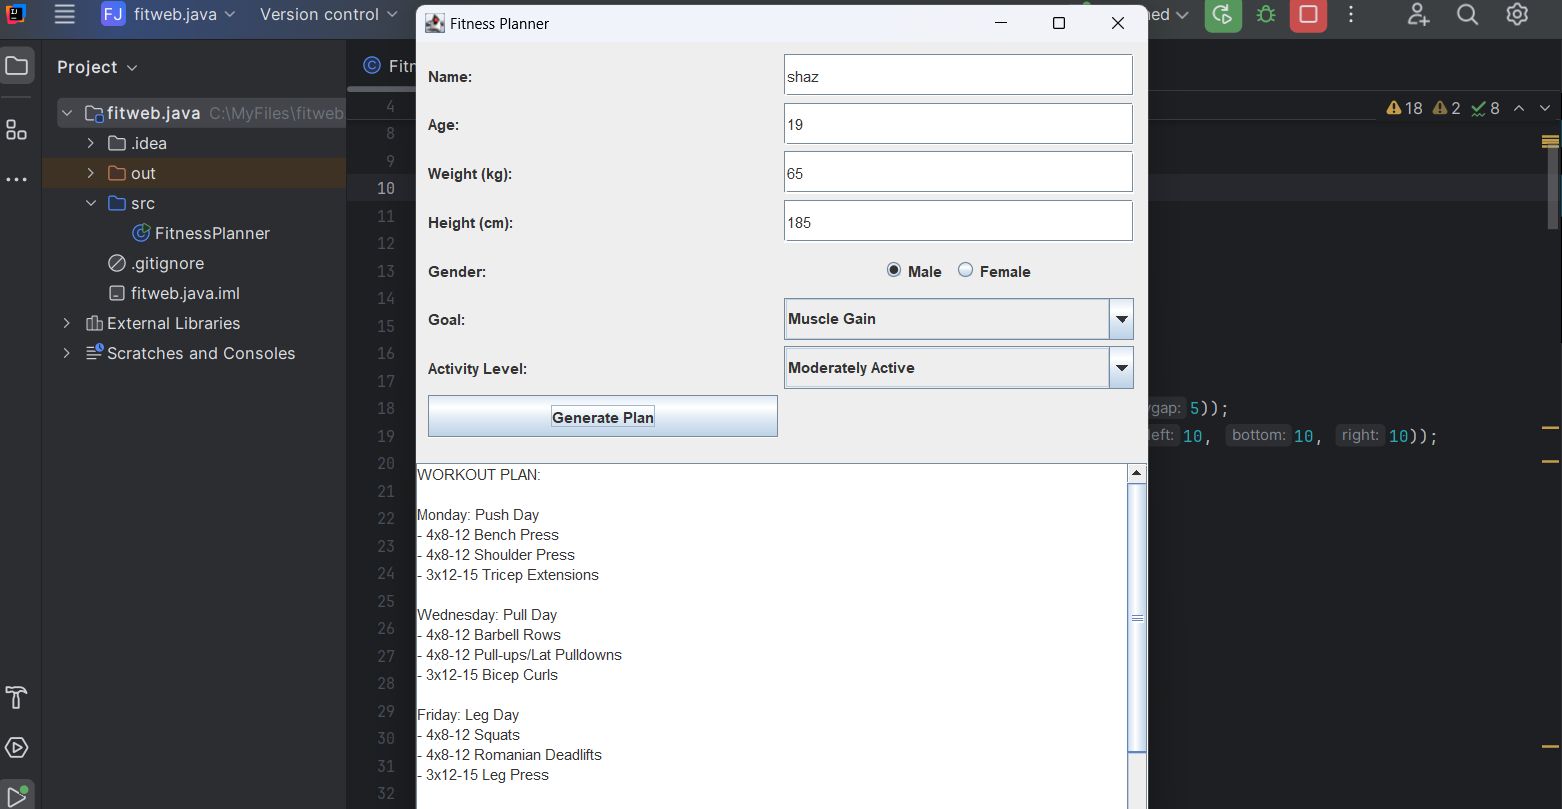 FJ fitweb.java Version control
Project
fitweb.java C:\MyFiles\fitweb
.idea
out
src
FitnessPlanner
.gitignore
fitweb.java.iml
External Libraries
Scratches and Consoles
4
8
9
10
11
12
13
14
15
16
17
18
19
20
21
22
23
24
25
26
27
28
29
30
31
32
Fitness Planner
Name: shaz
Age: 19
Weight (kg): 65
Height (cm): 185
Gender: Male Female
Goal: Muscle Gain
Activity Level: Moderately Active
Generate Plan
WORKOUT PLAN:
Monday: Push Day
- 4x8-12 Bench Press
- 4x8-12 Shoulder Press
- 3x12-15 Tricep Extensions
Wednesday: Pull Day
- 4x8-12 Barbell Rows
- 4x8-12 Pull-ups/Lat Pulldowns
- 3x12-15 Bicep Curls
Friday: Leg Day
- 4x8-12 Squats
- 4x8-12 Romanian Deadlifts
- 3x12-15 Leg Press
18 2 8
gap: 5));
left: 10, bottom: 10, right: 10));